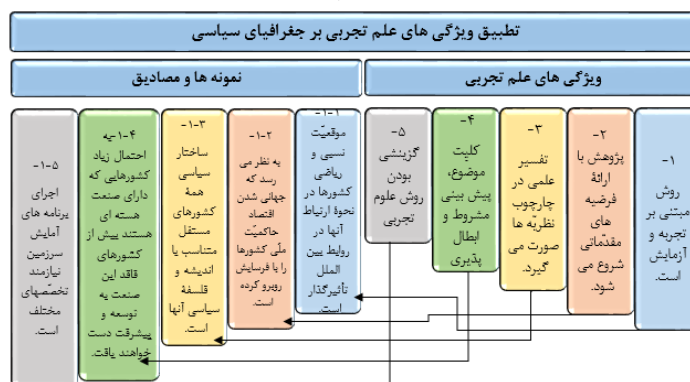 تطبیق ویژگی های علم تجربی بر جغرافیای سیاسی
ویژگی های علم تجربی
نمونه ها و مصادیق
۱-
روش
مبتنی بر
تجربه و
آزمایش
است.
۲-
پژوهش با
ارائۀ
فرضیه
های
مقدّماتی
شروع می
شود.
۳-
تفسیر
علمی در
چارچوب
نظریّه ها
صورت می
گیرد.
۴-
کلیّت
موضوع،
پیش بینی
مشروط و
ابطال
پذیری
۵-
گزینشی
بودن
روش علوم
تجربی
۱-۱-
موقعیّت
نسبی و
ریاضی
کشورها در
نحوۀ ارتباط
آنها در
روابط بین
الملل
تأثیرگذار
است.
۱-۲-
به نظر می
رسد که
جهانی شدن
اقتصاد
حاکمیّت
ملّی کشورها
را با فرسایش
روبرو کرده
است.
۱-۳-
ساختار
سیاسی
همۀ
کشورهای
مستقل
متناسب با
اندیشه و
فلسفۀ
سیاسی آنها
است.
۱-۴-به
احتمال زیاد
کشورهایی که
دارای صنعت
هسته ای
هستند پیش از
کشورهای
فاقد این
صنعت به
توسعه و
پیشرفت دست
خواهند یافت.
۱-۵-
اجرای
برنامه های
آمایش
سرزمین
نیازمند
تخصّصهای
مختلف
است.